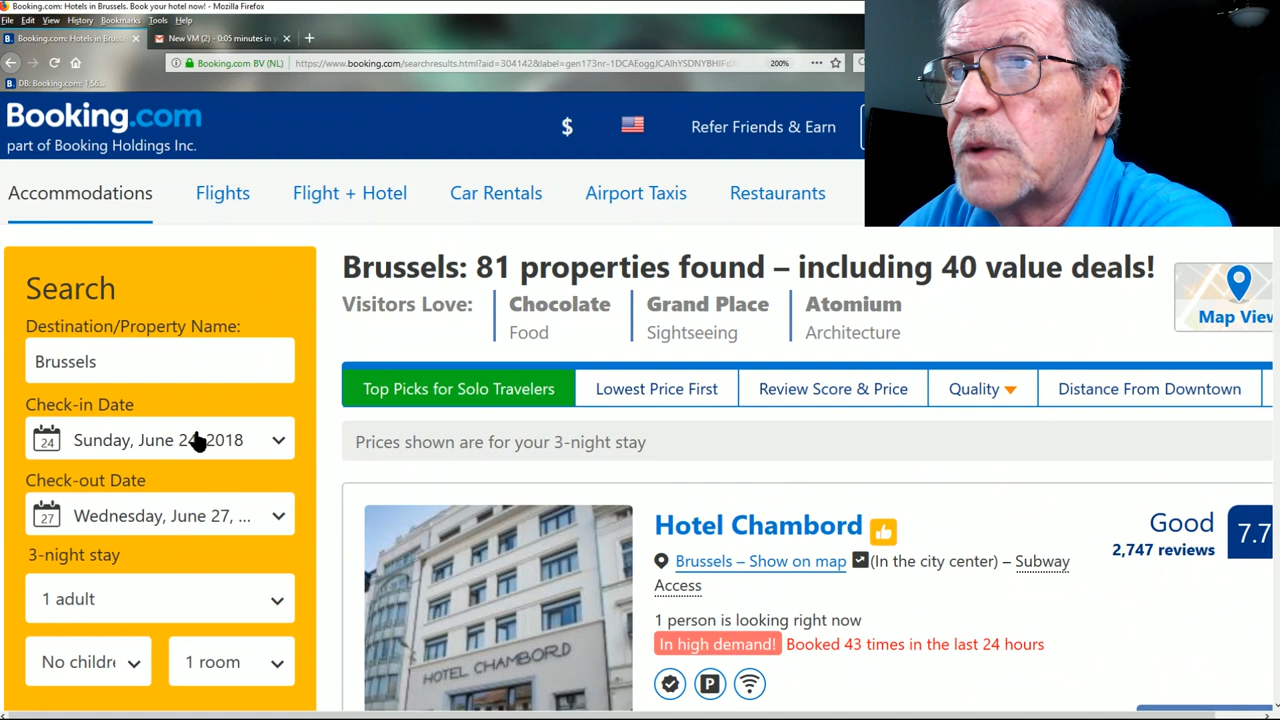 Booking.com: Hotels in Brussels. Book your hotel now! - Mozilla Firefox
File Edit View History Bookmarks Tools Help
Booking.com: Hotels in Brusse
New VM (2) - 0:05 minutes in y
Booking.com BV (NL)
https://www.booking.com/searchresults.html?aid=304142&label=gen173nr-
200%
DB: Booking.com: 1,56...
Booking.com
part of Booking Holdings Inc.
$
Refer Friends & Earn
Accommodations Flights Flight + Hotel Car Rentals Airport Taxis Restaurants
Search
Destination/Property Name:
Brussels
Check-in Date
24 Sunday, June 24, 2018
Check-out Date
27 Wednesday, June 27, ...
3-night stay
1 adult
No childre
1 room
Brussels: 81 properties found – including 40 value deals!
Visitors Love:
Chocolate
Food
Grand Place
Sightseeing
Atomium
Architecture
Map View
Top Picks for Solo Travelers Lowest Price First Review Score & Price Quality Distance From Downtown
Prices shown are for your 3-night stay
HOTEL CHAMBORD
Hotel Chambord
Brussels – Show on map (In the city center) – Subway
Access
1 person is looking right now
In high demand! Booked 43 times in the last 24 hours
P
Good
2,747 reviews
7.7